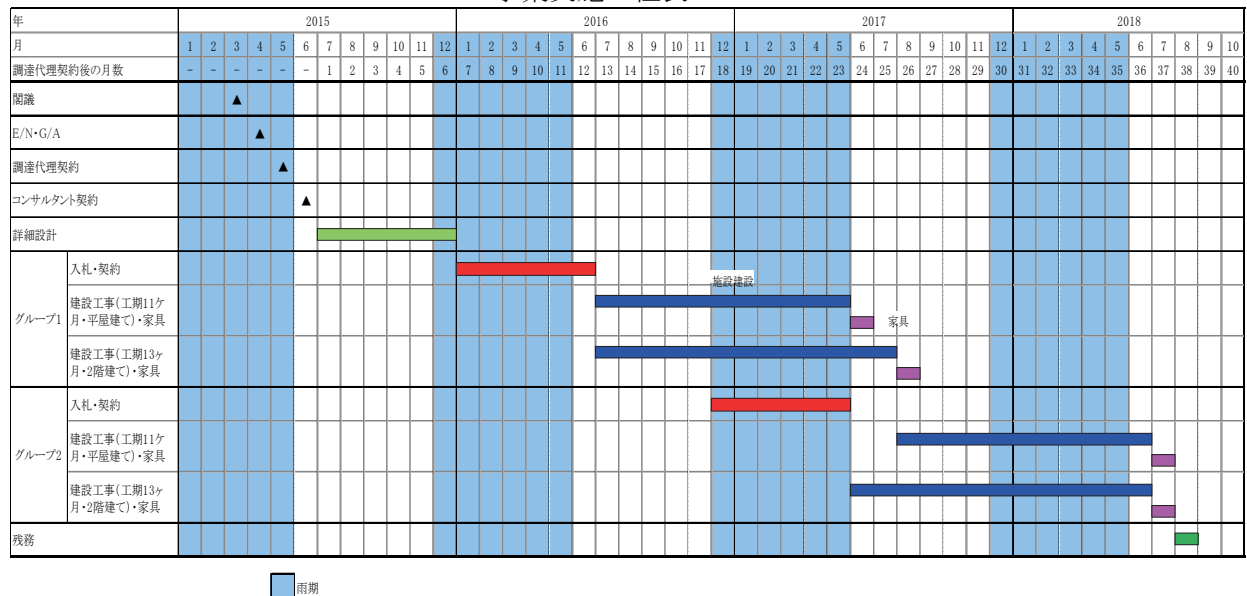 年 2015 2016 2017 2018
月 1 2 3 4 5 6 7 8 9 10 11 12 1 2 3 4 5 6 7 8 9 10 11 12 1 2 3 4 5 6 7 8 9 10 11 12 1 2 3 4 5 6 7 8 9 10
調達代理契約後の月数 - - - - - - 1 2 3 4 5 6 7 8 9 10 11 12 13 14 15 16 17 18 19 20 21 22 23 24 25 26 27 28 29 30 31 32 33 34 35 36 37 38 39 40
閣議 ▲
E/N・G/A ▲
調達代理契約 ▲
コンサルタント契約 ▲
詳細設計
グループ1
入札・契約
施設建設
建設工事(工期11ケ
月・平屋建て)・家具
家具
建設工事(工期13ヶ
月・2階建て)・家具
グループ2
入札・契約
建設工事(工期11ケ
月・平屋建て)・家具
建設工事(工期13ヶ
月・2階建て)・家具
残務
雨期